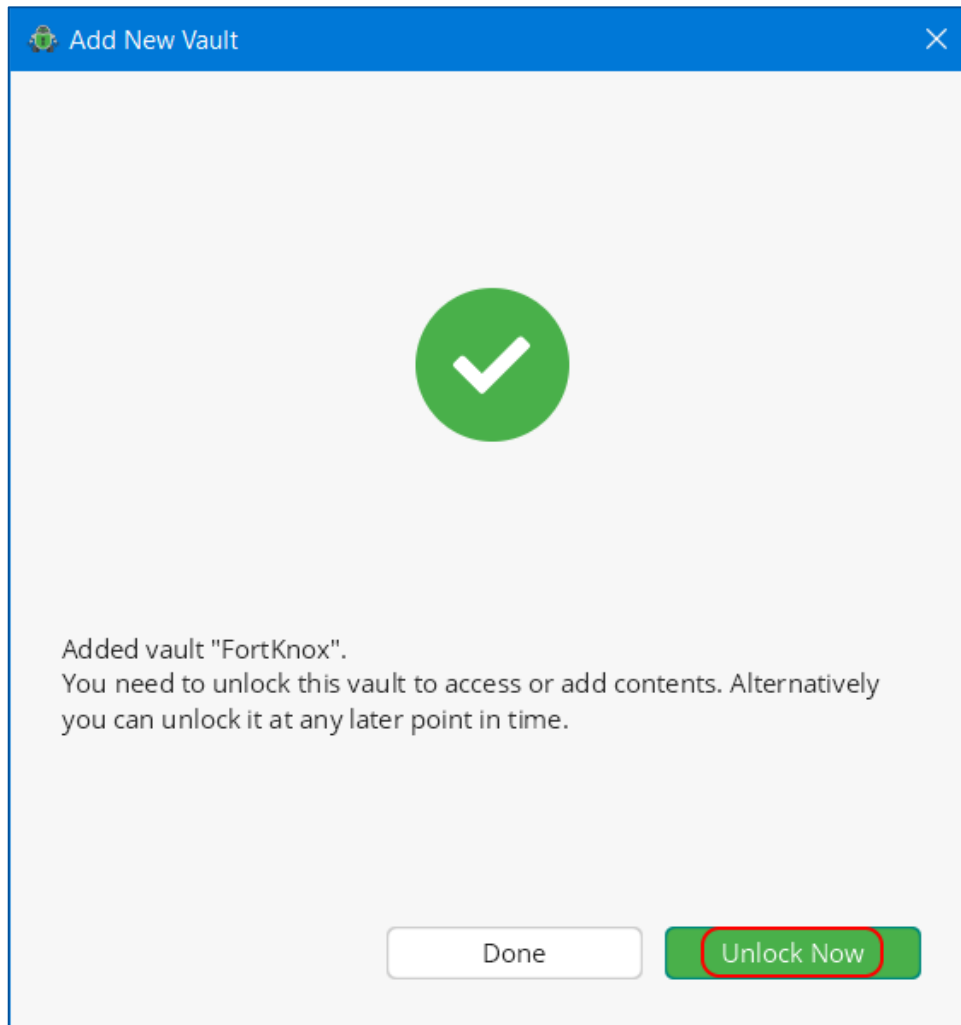 Add New Vault
Added vault "FortKnox".
You need to unlock this vault to access or add contents. Alternatively
you can unlock it at any later point in time.
Done
Unlock Now